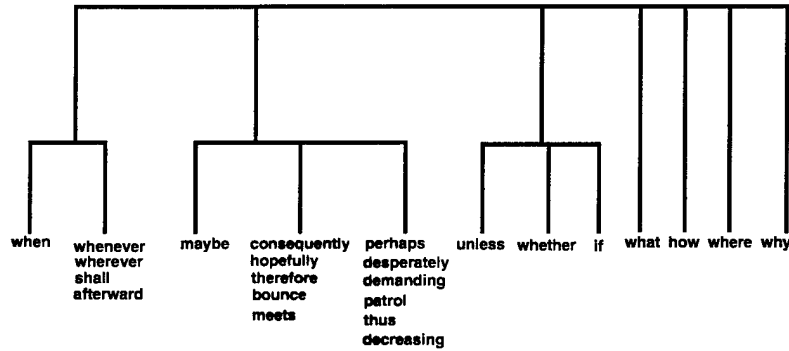 when
whenever
wherever
shall
afterward
maybe
consequently
hopefully
therefore
bounce
meets
perhaps
desperately
demanding
patrol
thus
decreasing
unless
whether
if
what
how
where
why